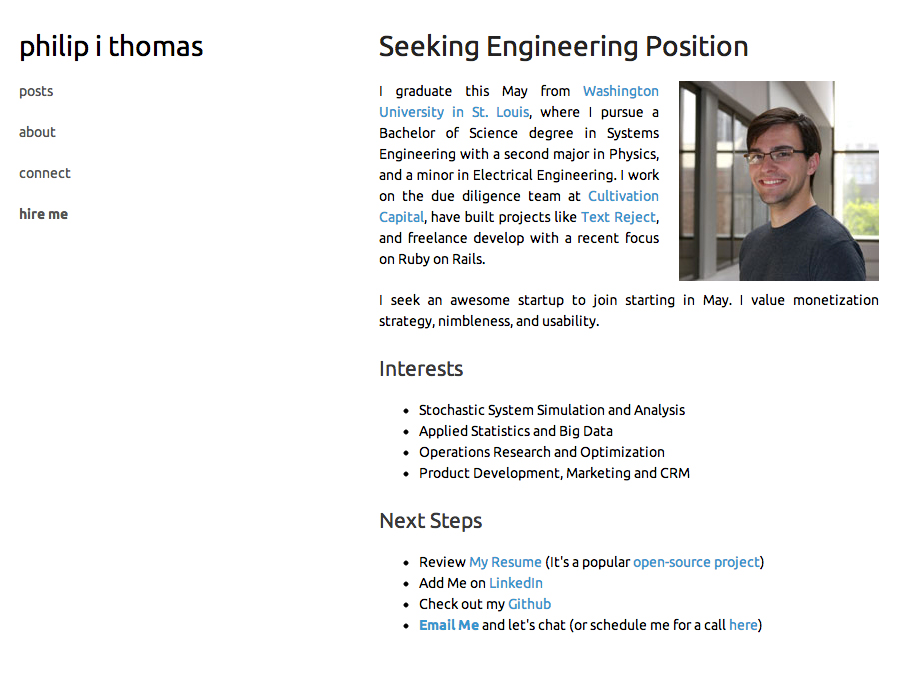 philip i thomas
posts
about
connect
hire me
Seeking Engineering Position
I graduate this May from Washington
University in St. Louis, where I pursue a
Bachelor of Science degree in Systems
Engineering with a second major in Physics,
and a minor in Electrical Engineering. I work
on the due diligence team at Cultivation
Capital, have built projects like Text Reject,
and freelance develop with a recent focus
on Ruby on Rails.
I seek an awesome startup to join starting in May. I value monetization
strategy, nimbleness, and usability.
Interests
• Stochastic System Simulation and Analysis
• Applied Statistics and Big Data
• Operations Research and Optimization
• Product Development, Marketing and CRM
Next Steps
• Review My Resume (It's a popular open-source project)
• Add Me on LinkedIn
• Check out my Github
• Email Me and let's chat (or schedule me for a call here)